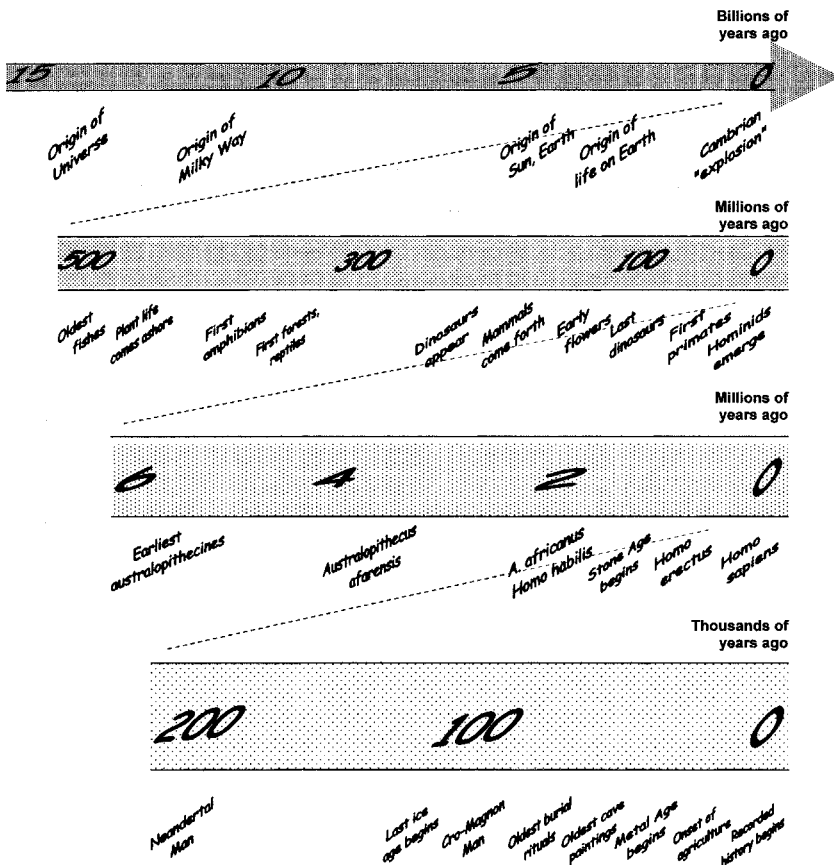 Billions of
years ago
15 10 5 0
Origin of
Universe
Origin of
Milky Way
Origin of
Sun, Earth
Origin of
life on Earth
Cambrian
"explosion"
Millions of
years ago
500 300 100 0
Oldest
fishes
Plant life
comes ashore
First
amphibians
First forests,
reptiles
Dinosaurs
appear
Mammals
come forth
Early
flowers
Last
dinosaurs
First
primates
Hominids
emerge
Millions of
years ago
6 4 2 0
Earliest
australopithecines
Australopithecus
afarensis
A. africanus
Homo habilis
Stone Age
begins
Homo
erectus
Homo
sapiens
Thousands of
years ago
200 100 0
Neandertal
Man
Last ice
age begins
Cro-Magnon
Man
Oldest burial
rituals
Oldest cave
paintings
Metal Age
begins
Onset of
agriculture
Recorded
history begins